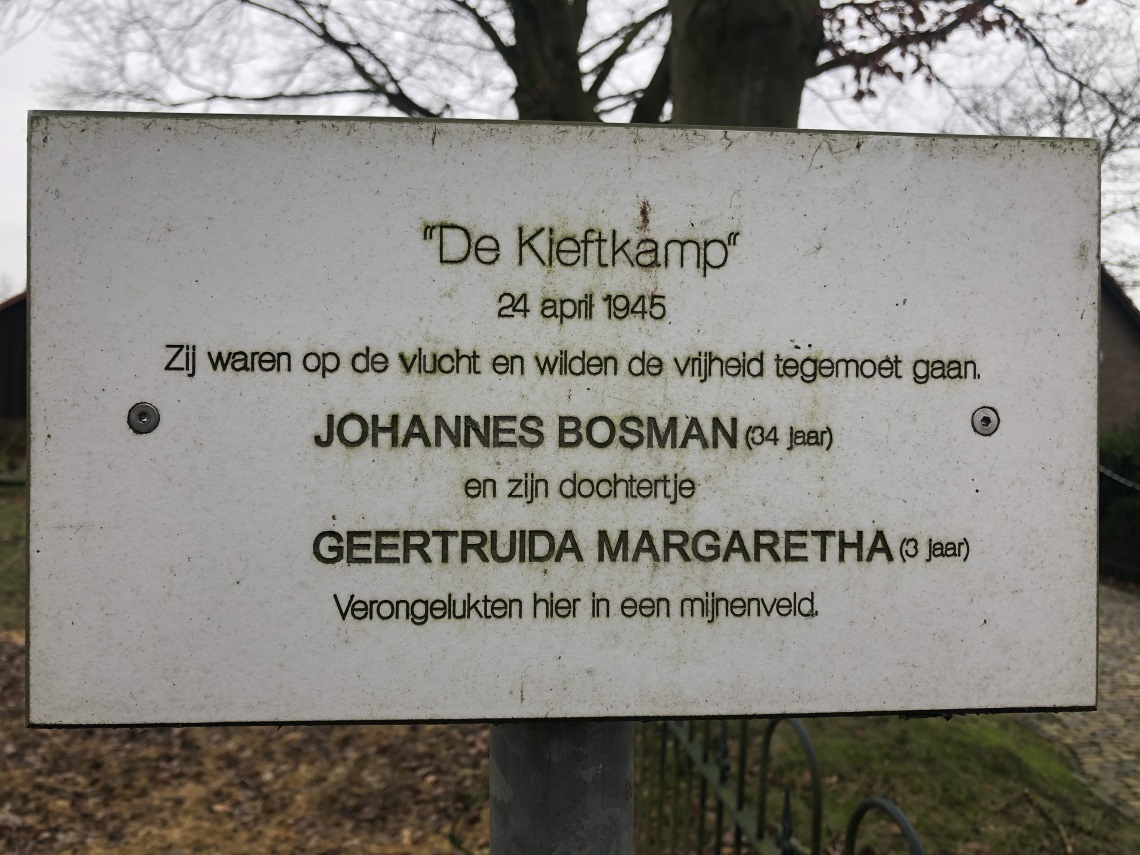 “De Kieftkamp“
24 april 1945
Zij waren op de vlucht en wilden de vrijheid tegemoet gaan.
JOHANNES BOSMAN (34 jaar)
en zijn dochtertje
GEERTRUIDA MARGARETHA (3 jaar)
Verongelukten hier in een mijnenveld.